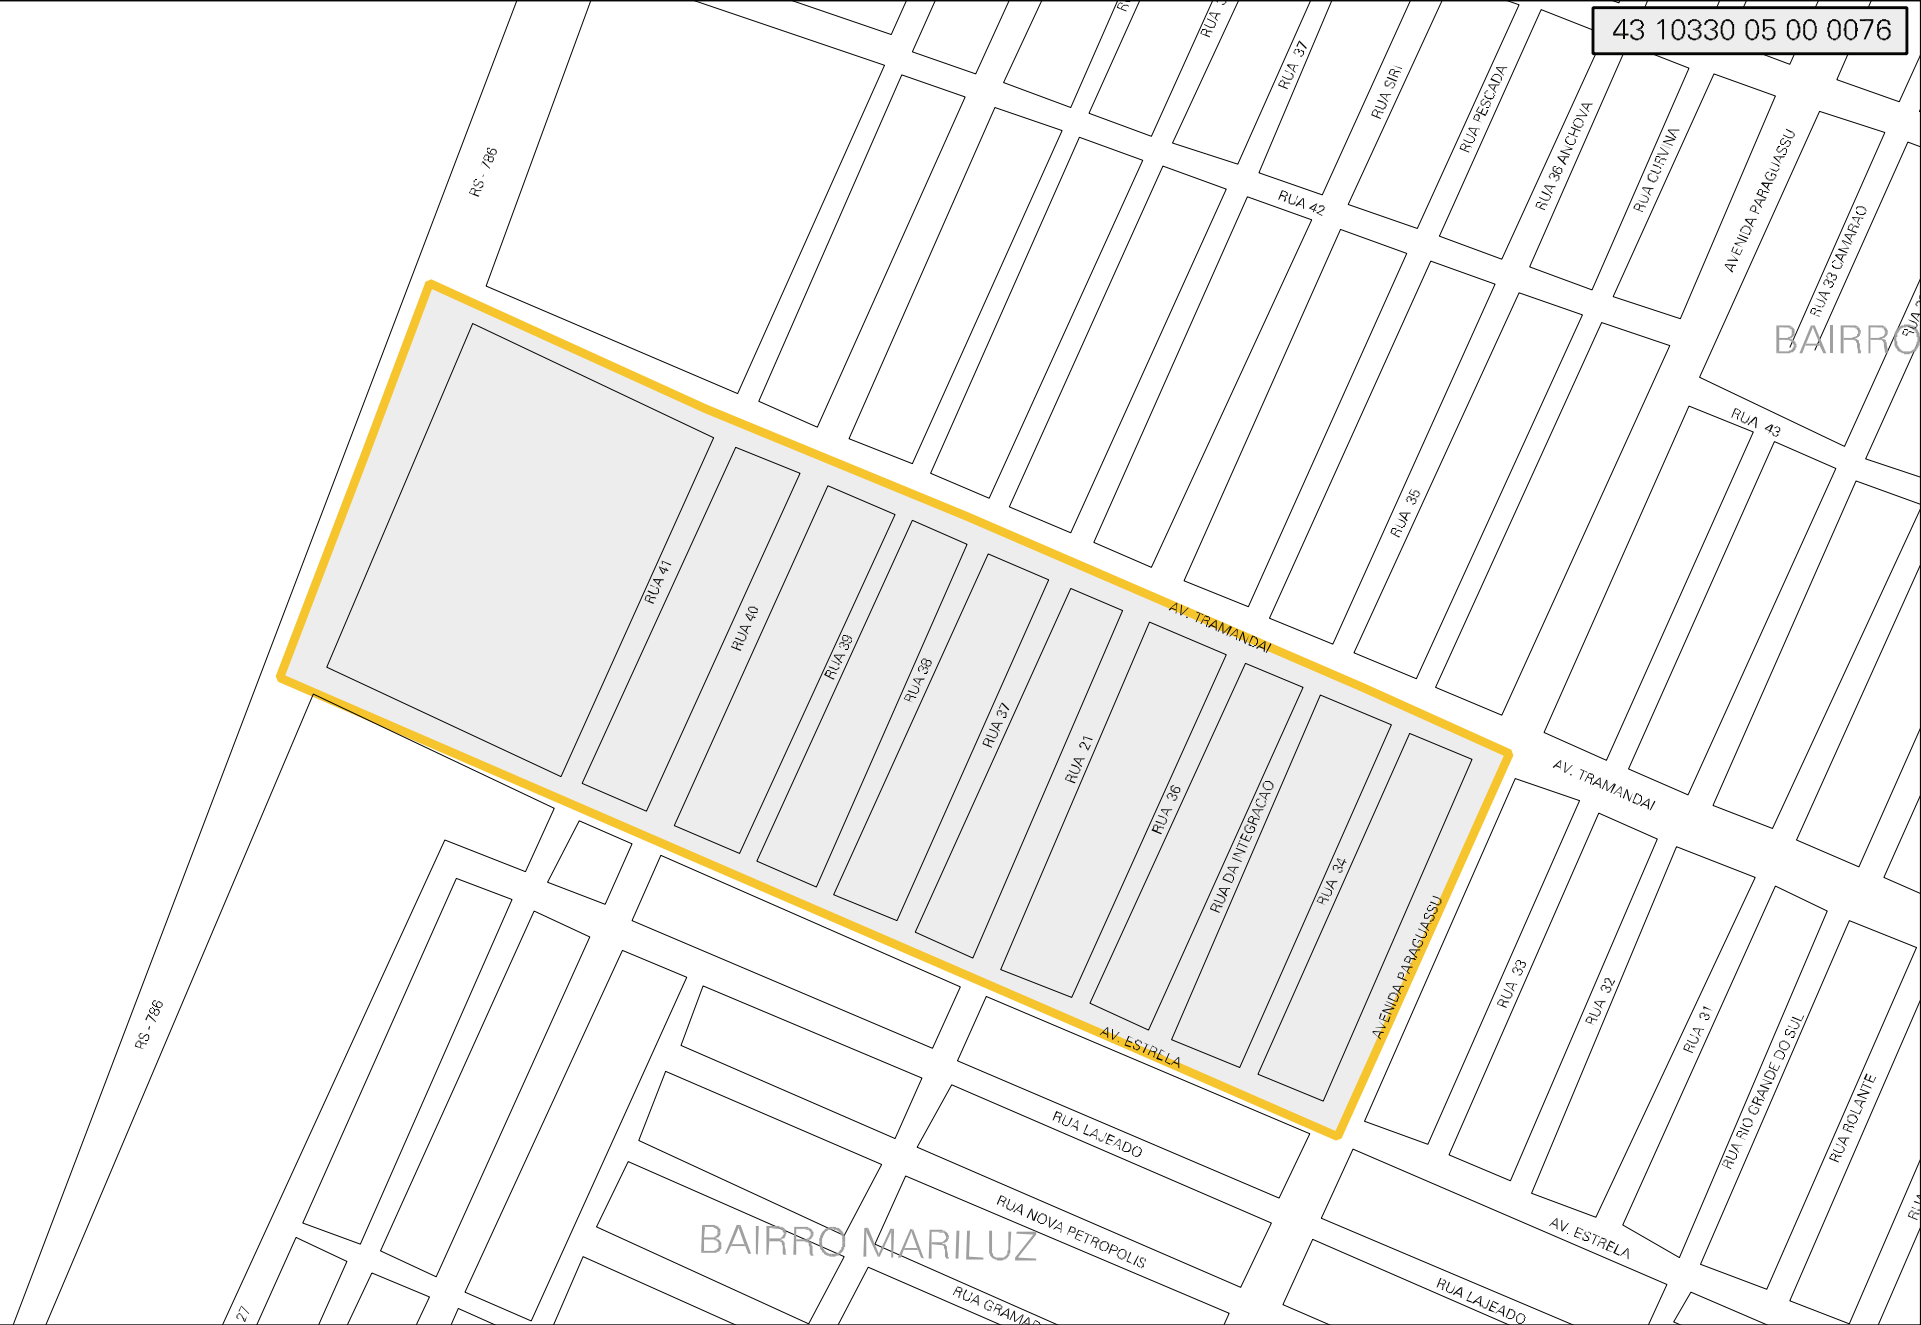 43 10330 05 00 0076
RUA 37
RUA SIRI
RUA PESCADA
RUA 36 ANCHOVA
RUA CURVINA
AVENIDA PARAGUASSU
RUA 33 CAMARAO
RS - 786
RUA 42
BAIRRO
RUA 43
RUA 35
RUA 41
RUA 40
RUA 39
RUA 38
RUA 37
RUA 21
RUA 36
RUA DA INTEGRACAO
RUA 34
AV. TRAMANDAI
AV. TRAMANDAI
AVENIDA PARAGUASSU
RUA 33
RUA 32
RUA 31
RUA RIO GRANDE DO SUL
RUA ROLANTE
RS - 786
AV. ESTRELA
RUA LAJEADO
RUA NOVA PETROPOLIS
BAIRRO MARILUZ
AV. ESTRELA
RUA LAJEADO
RUA GRAMAD
27